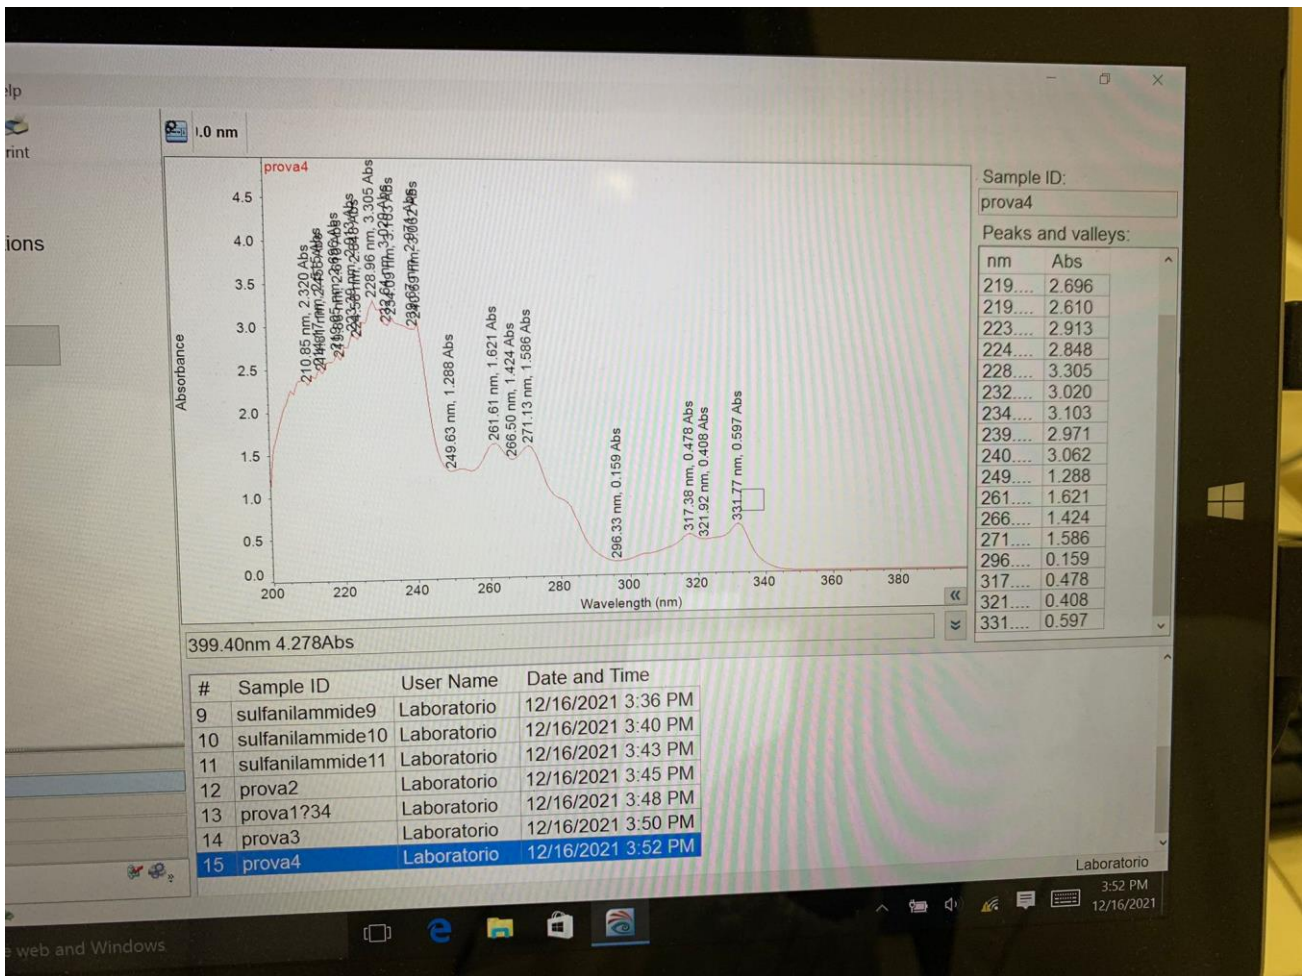 elp
rint
ions
.0 nm
prova4
Absorbance
4.5
4.0
3.5
3.0
2.5
2.0
1.5
1.0
0.5
0.0
210.85 nm, 2.320 Abs
228.96 nm, 3.305 Abs
249.63 nm, 1.288 Abs
261.61 nm, 1.621 Abs
266.50 nm, 1.424 Abs
271.13 nm, 1.586 Abs
296.33 nm, 0.159 Abs
317.38 nm, 0.478 Abs
321.92 nm, 0.408 Abs
331.77 nm, 0.597 Abs
200 220 240 260 280 300 320 340 360 380
Wavelength (nm)
399.40nm 4.278Abs
Sample ID:
prova4
Peaks and valleys:
nm Abs
219.... 2.696
219.... 2.610
223.... 2.913
224.... 2.848
228.... 3.305
232.... 3.020
234.... 3.103
239.... 2.971
240.... 3.062
249.... 1.288
261.... 1.621
266.... 1.424
271.... 1.586
296.... 0.159
317.... 0.478
321.... 0.408
331.... 0.597
# Sample ID User Name Date and Time
9 sulfanilammide9 Laboratorio 12/16/2021 3:36 PM
10 sulfanilammide10 Laboratorio 12/16/2021 3:40 PM
11 sulfanilammide11 Laboratorio 12/16/2021 3:43 PM
12 prova2 Laboratorio 12/16/2021 3:45 PM
13 prova1?34 Laboratorio 12/16/2021 3:48 PM
14 prova3 Laboratorio 12/16/2021 3:50 PM
15 prova4 Laboratorio 12/16/2021 3:52 PM
Laboratorio
web and Windows
3:52 PM
12/16/2021